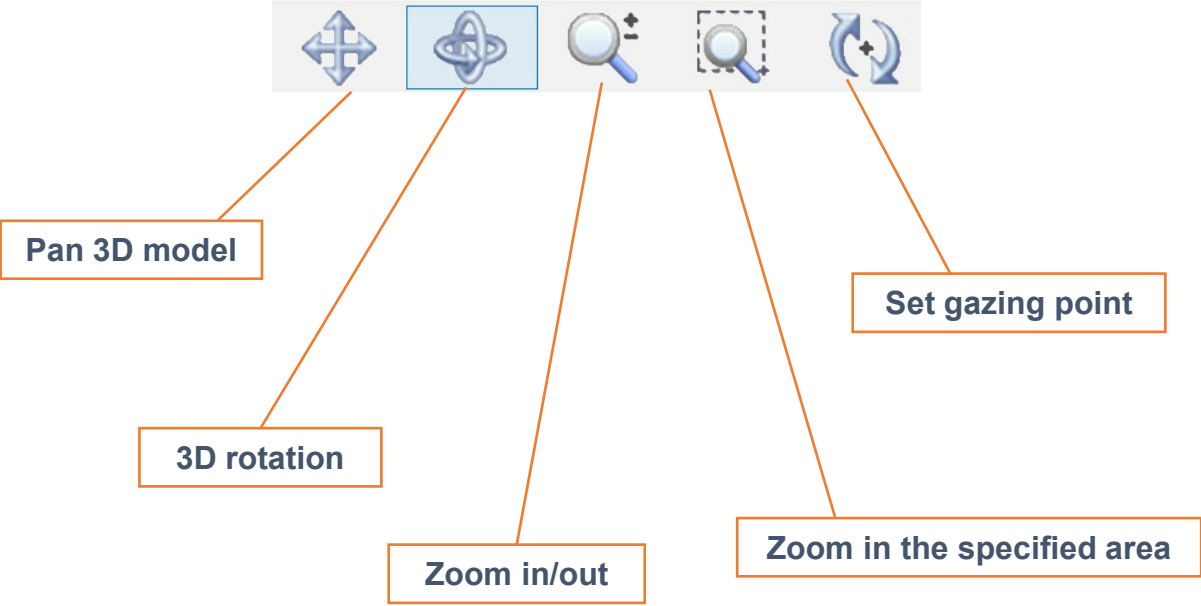 Pan 3D model
Set gazing point
3D rotation
Zoom in the specified area
Zoom in/out